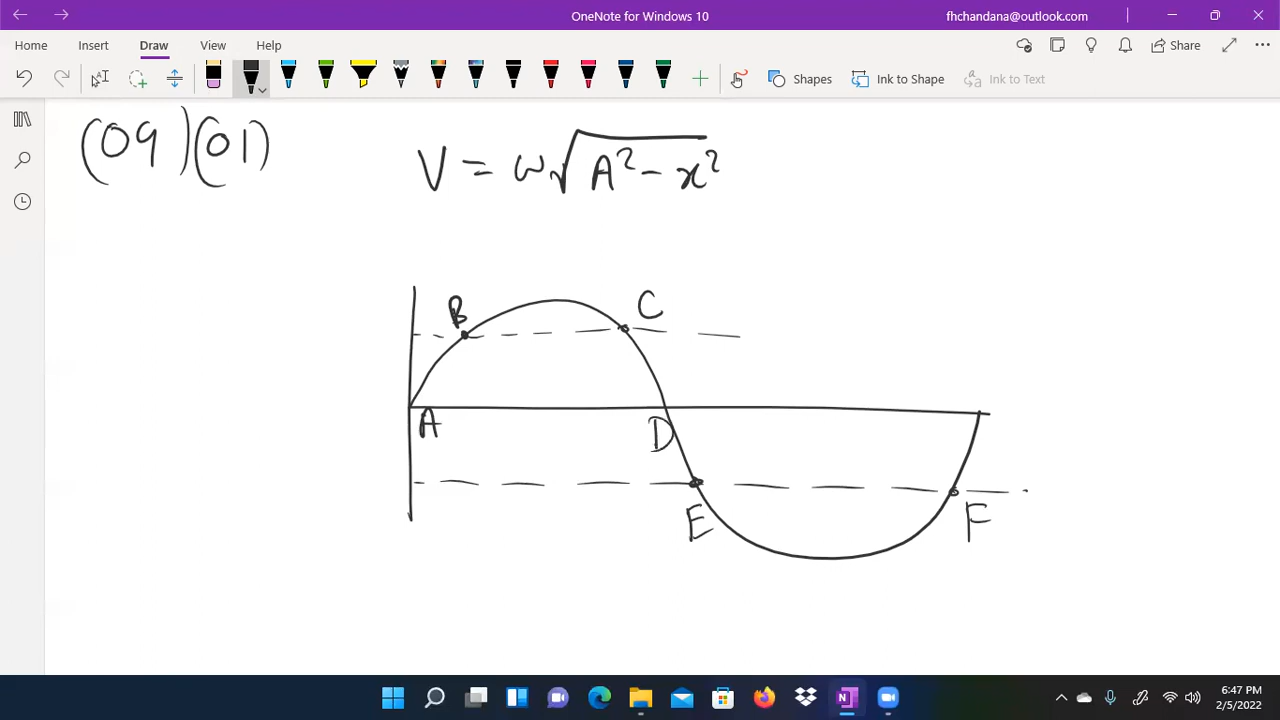 OneNote for Windows 10
fhchandana@outlook.com
Home Insert Draw View Help
Share
Shapes
Ink to Shape
Ink to Text
(09)(01)
V = ω√A² - x²
B
C
A
D
E
F
6:47 PM
2/5/2022